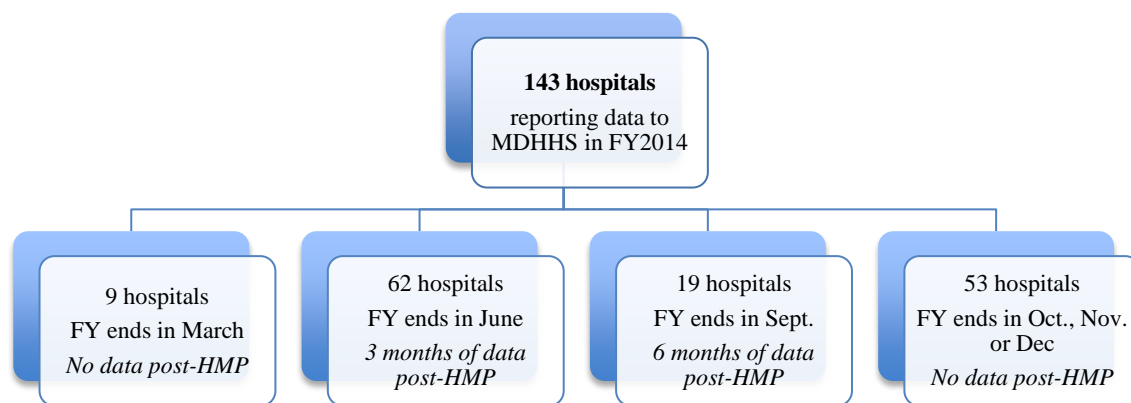 143 hospitals
reporting data to
MDHHS in FY2014
9 hospitals
FY ends in March
No data post-HMP
62 hospitals
FY ends in June
3 months of data
post-HMP
19 hospitals
FY ends in Sept.
6 months of data
post-HMP
53 hospitals
FY ends in Oct., Nov.
or Dec
No data post-HMP